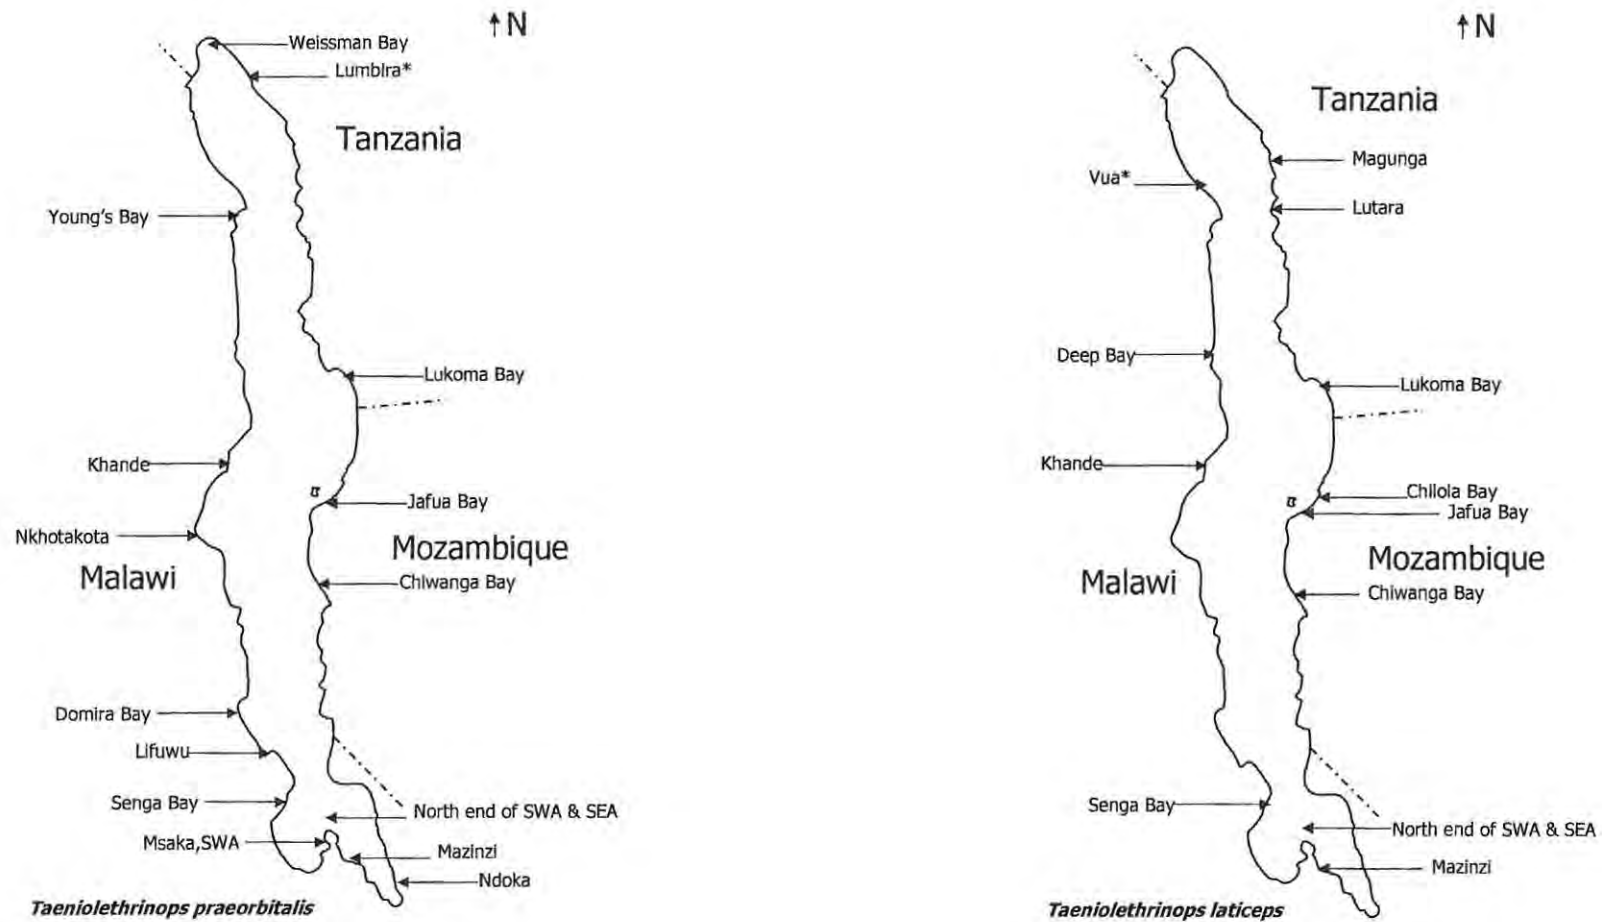 N
Weissman Bay
Lumbira*
Tanzania
Young's Bay
Lukoma Bay
Khande
Jafua Bay
Nkhotakota
Mozambique
Malawi
Chiwanga Bay
Domira Bay
Lifuwu
Senga Bay
North end of SWA & SEA
Msaka,SWA
Mazinzi
Ndoka
Taeniolethrinops praeorbitalis
N
Tanzania
Magunga
Vua*
Lutara
Deep Bay
Lukoma Bay
Khande
Chilola Bay
Jafua Bay
Mozambique
Malawi
Chiwanga Bay
Senga Bay
North end of SWA & SEA
Mazinzi
Taeniolethrinops laticeps